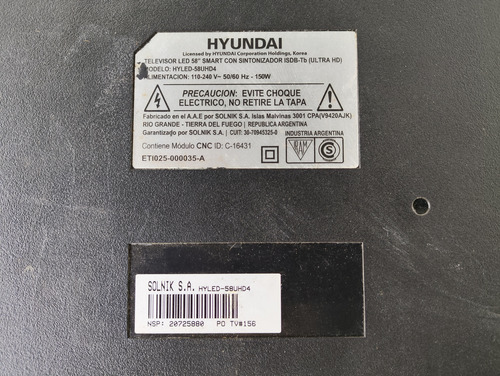 HYUNDAI
Licensed by HYUNDAI Corporation Holdings, Korea
TELEVISOR LED 58" SMART CON SINTONIZADOR ISDB-Tb (ULTRA HD)
MODELO: HYLED-58UHD4
ALIMENTACION: 110-240 V~ 50/60 Hz - 150W
PRECAUCION: EVITE CHOQUE
ELECTRICO, NO RETIRE LA TAPA
Fabricado en el A.A.E por SOLNIK S.A. Islas Malvinas 3001 CPA(V9420AJK)
RIO GRANDE - TIERRA DEL FUEGO | REPUBLICA ARGENTINA
Garantizado por SOLNIK S.A. | CUIT: 30-70945325-0
INDUSTRIA ARGENTINA
Contiene Módulo CNC ID: C-16431
IRAM
S
ETI025-000035-A
SOLNIK S.A. HYLED-58UHD4
NSP: 20725880 PO TV#156